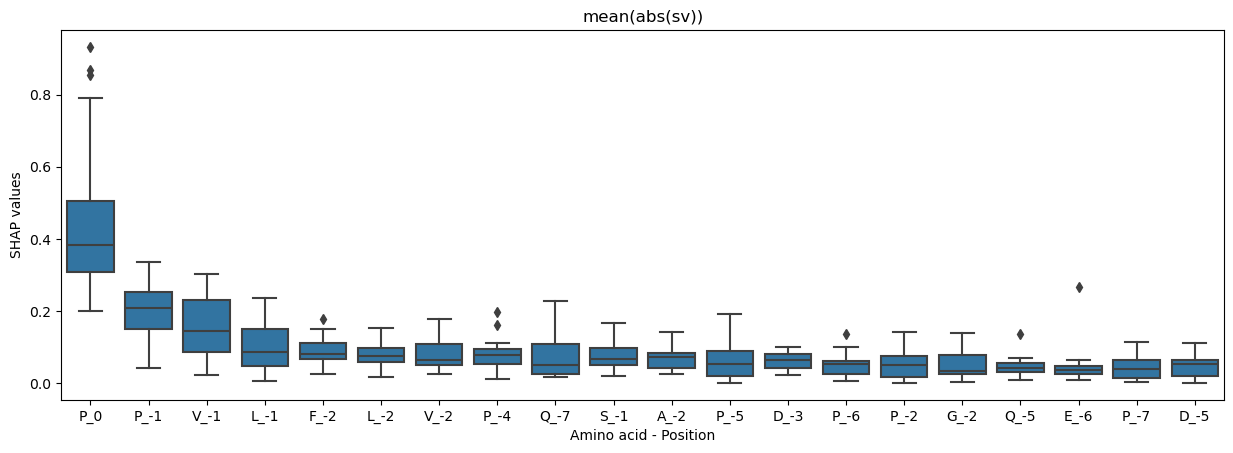 mean(abs(sv))
SHAP values
0.8
0.6
0.4
0.2
0.0
P_0 P_-1 V_-1 L_-1 F_-2 L_-2 V_-2 P_-4 Q_-7 S_-1 A_-2 P_-5 D_-3 P_-6 P_-2 G_-2 Q_-5 E_-6 P_-7 D_-5
Amino acid - Position